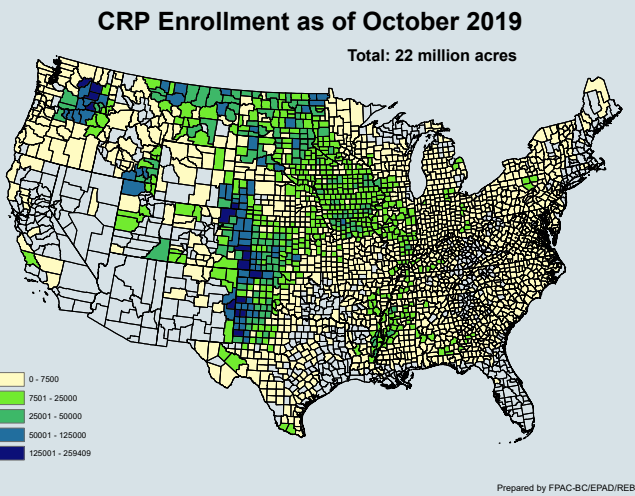 CRP Enrollment as of October 2019
Total: 22 million acres
0 - 7500
7501 - 25000
25001 - 50000
50001 - 125000
125001 - 259409
Prepared by FPAC-BC/EPAD/REB